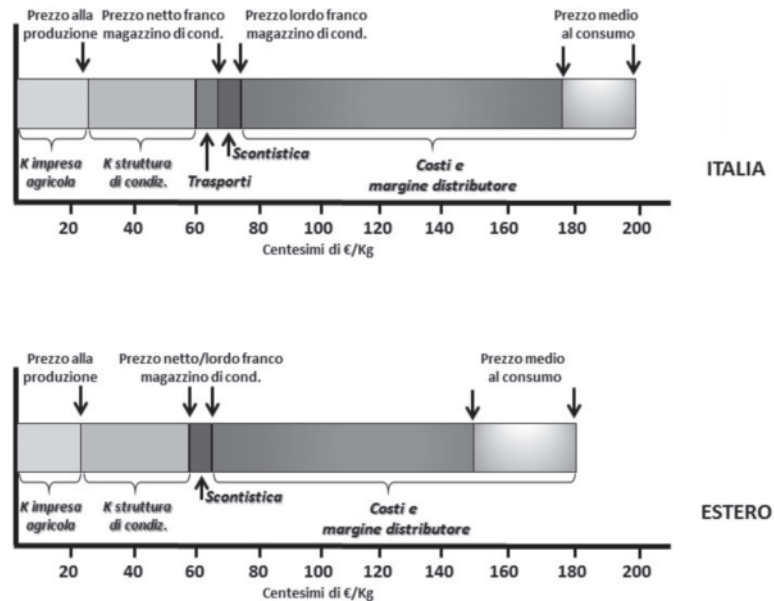 Prezzo alla
produzione
Prezzo netto franco
magazzino di cond.
Prezzo lordo franco
magazzino di cond.
Prezzo medio
al consumo
K impresa
agricola
K struttura
di condiz.
Trasporti
Scontistica
Costi e
margine distributore
ITALIA
20 40 60 80 100 120 140 160 180 200
Centesimi di €/Kg
Prezzo alla
produzione
Prezzo netto/lordo franco
magazzino di cond.
Prezzo medio
al consumo
K impresa
agricola
K struttura
di condiz.
Scontistica
Costi e
margine distributore
ESTERO
20 40 60 80 100 120 140 160 180 200
Centesimi di €/Kg